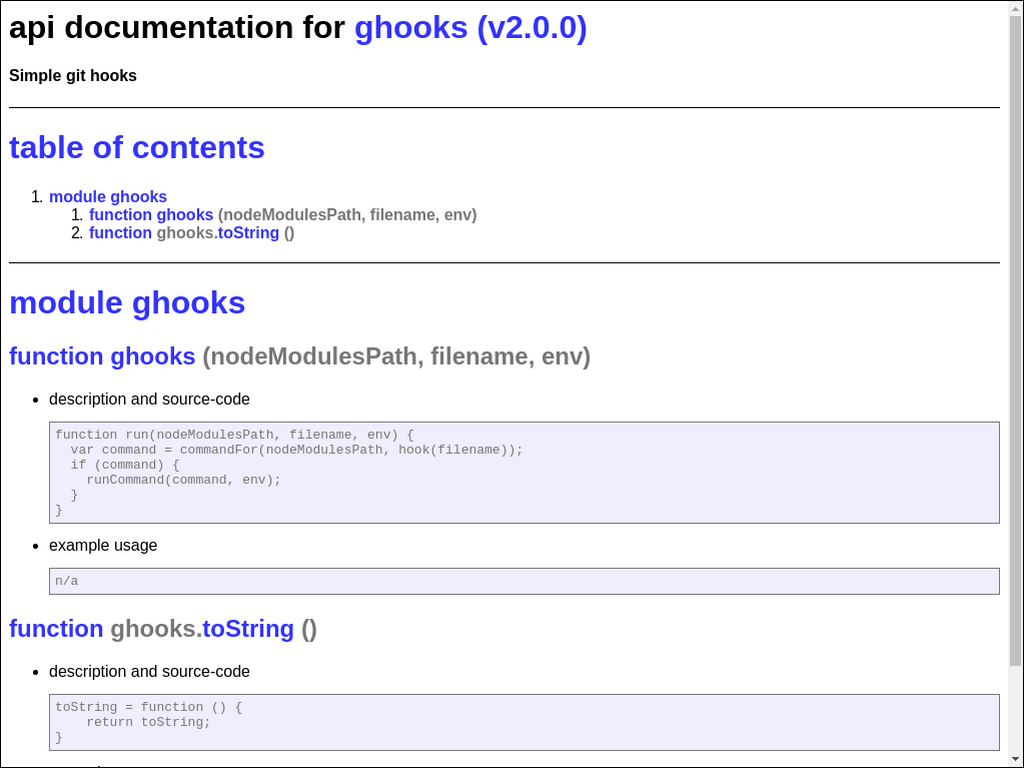 api documentation for ghooks (v2.0.0)
Simple git hooks
table of contents
1. module ghooks
1. function ghooks (nodeModulesPath, filename, env)
2. function ghooks.toString ()
module ghooks
function ghooks (nodeModulesPath, filename, env)
• description and source-code
function run(nodeModulesPath, filename, env) {
  var command = commandFor(nodeModulesPath, hook(filename));
  if (command) {
    runCommand(command, env);
  }
}
• example usage
n/a
function ghooks.toString ()
• description and source-code
toString = function () {
    return toString;
}